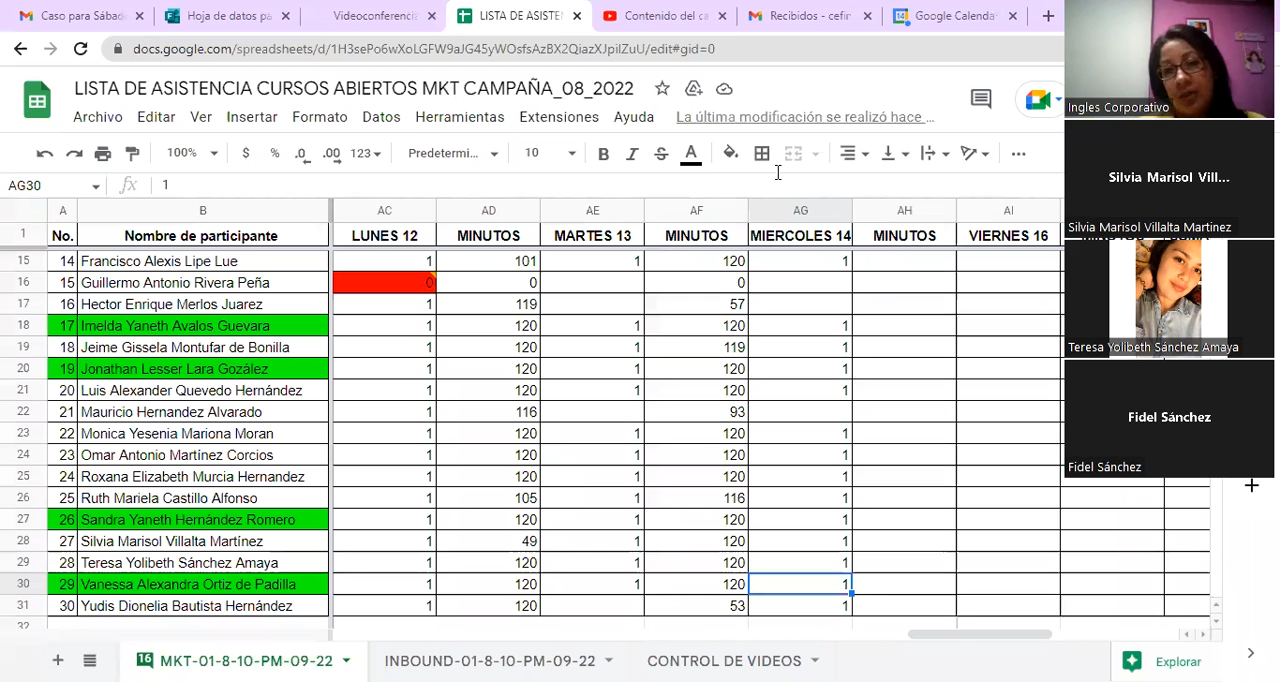 Caso para Sábad
Hoja de datos pa
Videoconferenci
LISTA DE ASISTE
Contenido del ca
Recibidos - cefin
Google Calenda
docs.google.com/spreadsheets/d/1H3sePo6wXoLGFW9aJG45yWOsfsAzBX2QiazXJpilZuU/edit#gid=0
LISTA DE ASISTENCIA CURSOS ABIERTOS MKT CAMPAÑA_08_2022
Archivo Editar Ver Insertar Formato Datos Herramientas Extensiones Ayuda La última modificación se realizó hace ...
100% $ % .0 .00 123 Predetermi... 10 B I S A
AG30 fx 1
A B AC AD AE AF AG AH AI
1 No. Nombre de participante LUNES 12 MINUTOS MARTES 13 MINUTOS MIERCOLES 14 MINUTOS VIERNES 16
15 14 Francisco Alexis Lipe Lue 1 101 1 120 1
16 15 Guillermo Antonio Rivera Peña 0 0 0
17 16 Hector Enrique Merlos Juarez 1 119 57
18 17 Imelda Yaneth Avalos Guevara 1 120 1 120 1
19 18 Jeime Gissela Montufar de Bonilla 1 120 1 119 1
20 19 Jonathan Lesser Lara Gozález 1 120 1 120 1
21 20 Luis Alexander Quevedo Hernández 1 120 1 120 1
22 21 Mauricio Hernandez Alvarado 1 116 93
23 22 Monica Yesenia Mariona Moran 1 120 1 120 1
24 23 Omar Antonio Martínez Corcios 1 120 1 120 1
25 24 Roxana Elizabeth Murcia Hernandez 1 120 1 120 1
26 25 Ruth Mariela Castillo Alfonso 1 105 1 116 1
27 26 Sandra Yaneth Hernández Romero 1 120 1 120 1
28 27 Silvia Marisol Villalta Martínez 1 49 1 120 1
29 28 Teresa Yolibeth Sánchez Amaya 1 120 1 120 1
30 29 Vanessa Alexandra Ortiz de Padilla 1 120 1 120 1
31 30 Yudis Dionelia Bautista Hernández 1 120 53 1
32
16 MKT-01-8-10-PM-09-22 INBOUND-01-8-10-PM-09-22 CONTROL DE VIDEOS Explorar
Ingles Corporativo
Silvia Marisol Vill...
Silvia Marisol Villalta Martinez
Teresa Yolibeth Sánchez Amaya
Fidel Sánchez
Fidel Sánchez